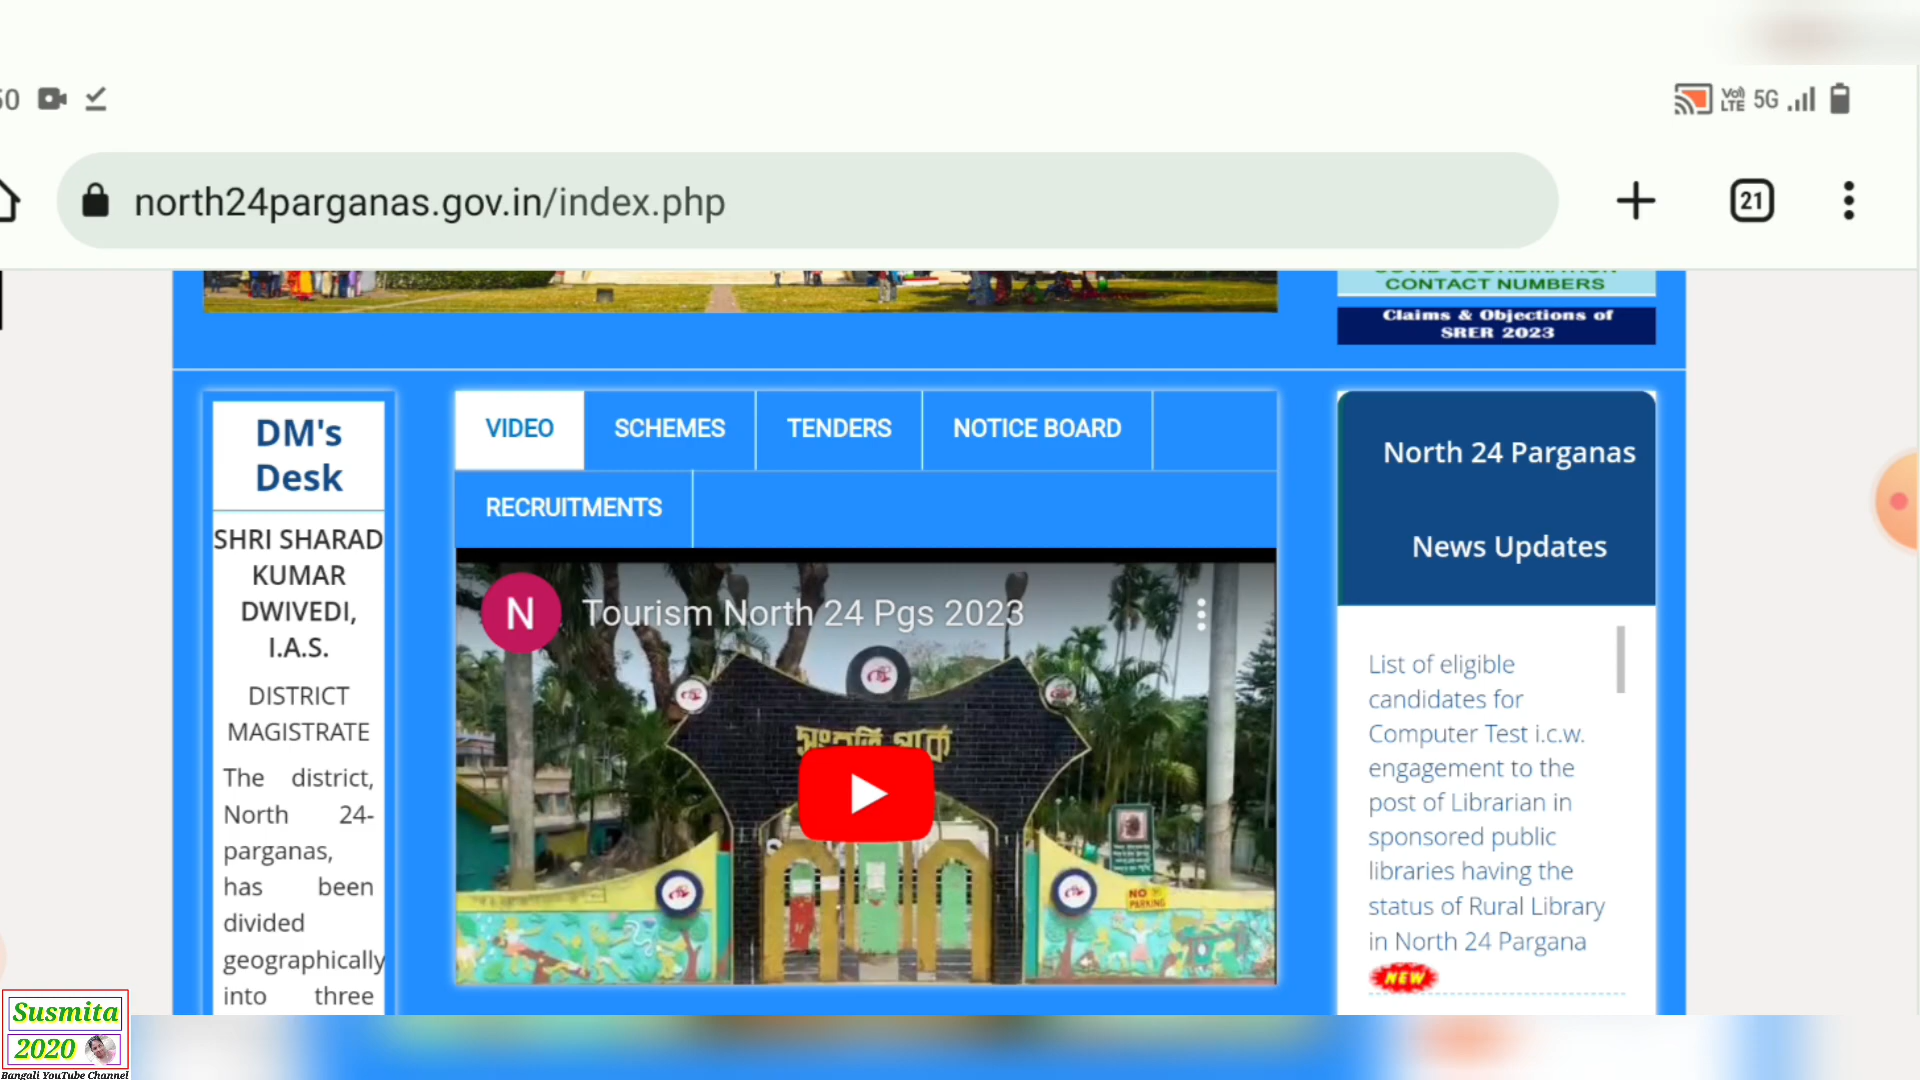 50
Vo)) LTE 5G
north24parganas.gov.in/index.php
21
CONTACT NUMBERS
Claims & Objections of
SRER 2023
DM's
Desk
SHRI SHARAD
KUMAR
DWIVEDI,
I.A.S.
DISTRICT
MAGISTRATE
The district,
North 24-
parganas,
has been
divided
geographically
into three
VIDEO
SCHEMES
TENDERS
NOTICE BOARD
RECRUITMENTS
N
Tourism North 24 Pgs 2023
NO
PARKING
North 24 Parganas
News Updates
List of eligible
candidates for
Computer Test i.c.w.
engagement to the
post of Librarian in
sponsored public
libraries having the
status of Rural Library
in North 24 Pargana
NEW
Susmita
2020
Bangali YouTube Channel